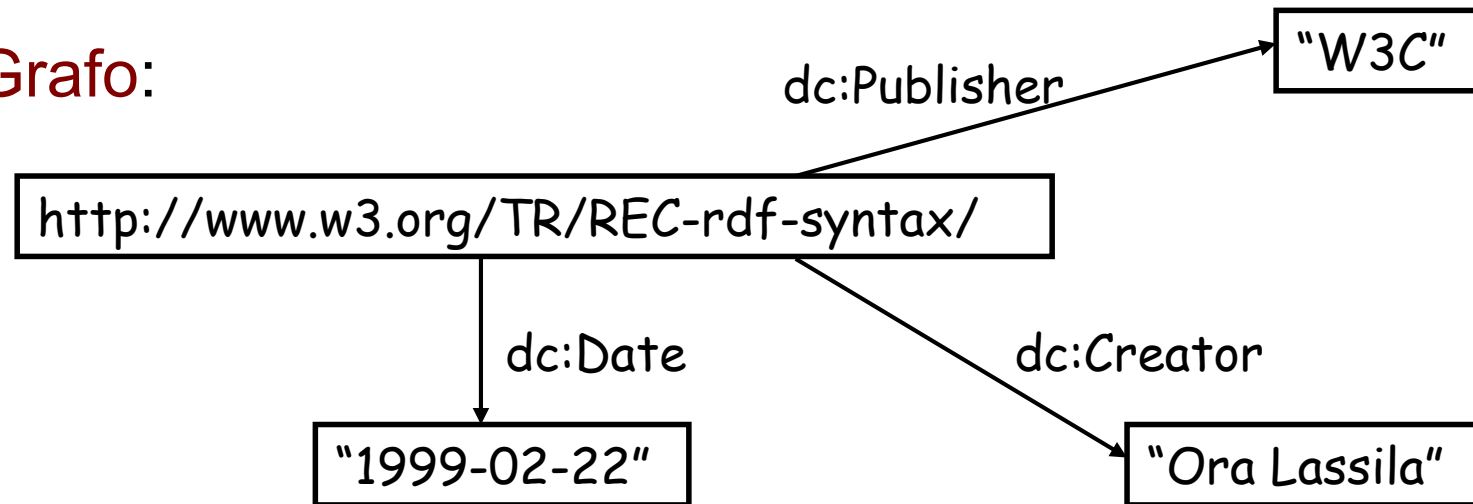 Grafo:
“W3C”
dc:Publisher
http://www.w3.org/TR/REC-rdf-syntax/
dc:Date
dc:Creator
“1999-02-22”
“Ora Lassila”